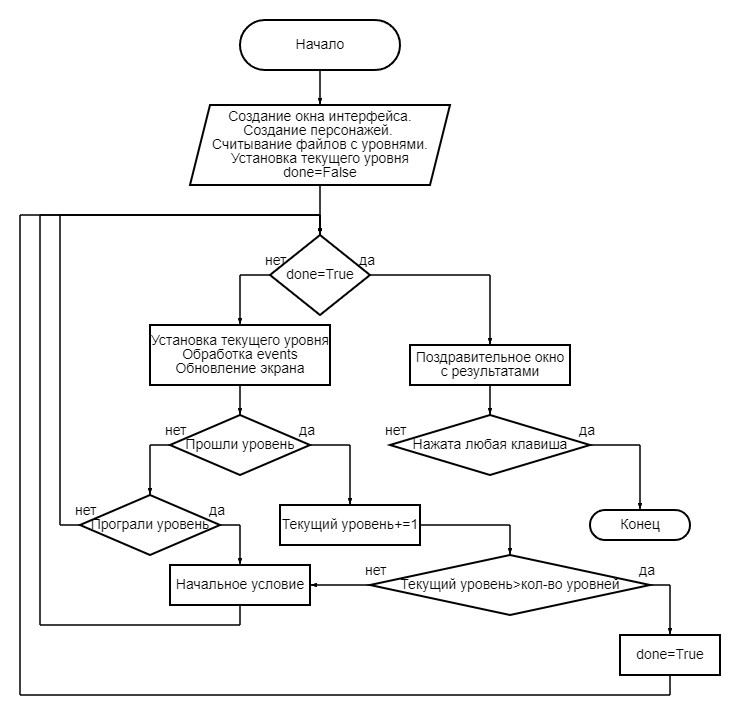 Начало
Создание окна интерфейса.
Создание персонажей.
Считывание файлов с уровнями.
Установка текущего уровня
done=False
нет
да
done=True
Установка текущего уровня
Обработка events
Обновление экрана
Поздравительное окно
с результатами
нет
да
Прошли уровень
нет
да
Нажата любая клавиша
нет
да
Програли уровень
Текущий уровень+=1
Конец
Начальное условие
нет
да
Текущий уровень>кол-во уровней
done=True